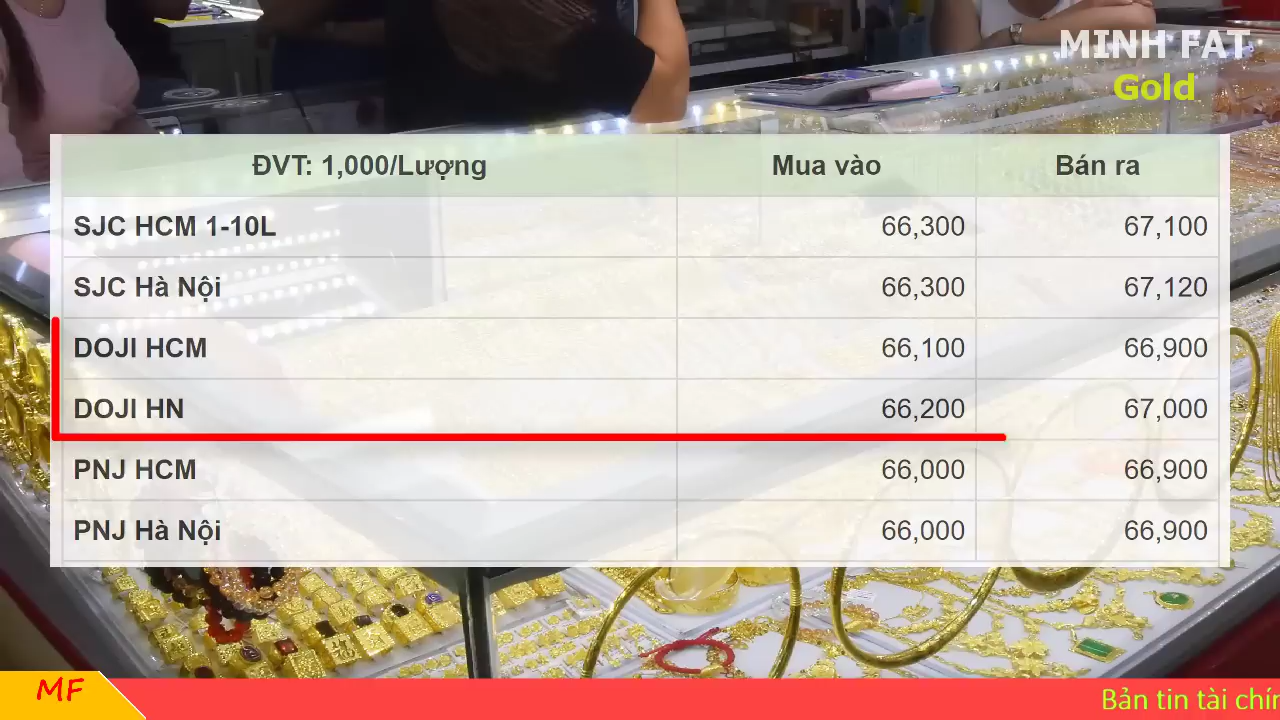 MINH FAT
Gold
ĐVT: 1,000/Lượng Mua vào Bán ra
SJC HCM 1-10L 66,300 67,100
SJC Hà Nội 66,300 67,120
DOJI HCM 66,100 66,900
DOJI HN 66,200 67,000
PNJ HCM 66,000 66,900
PNJ Hà Nội 66,000 66,900
MF
Bản tin tài